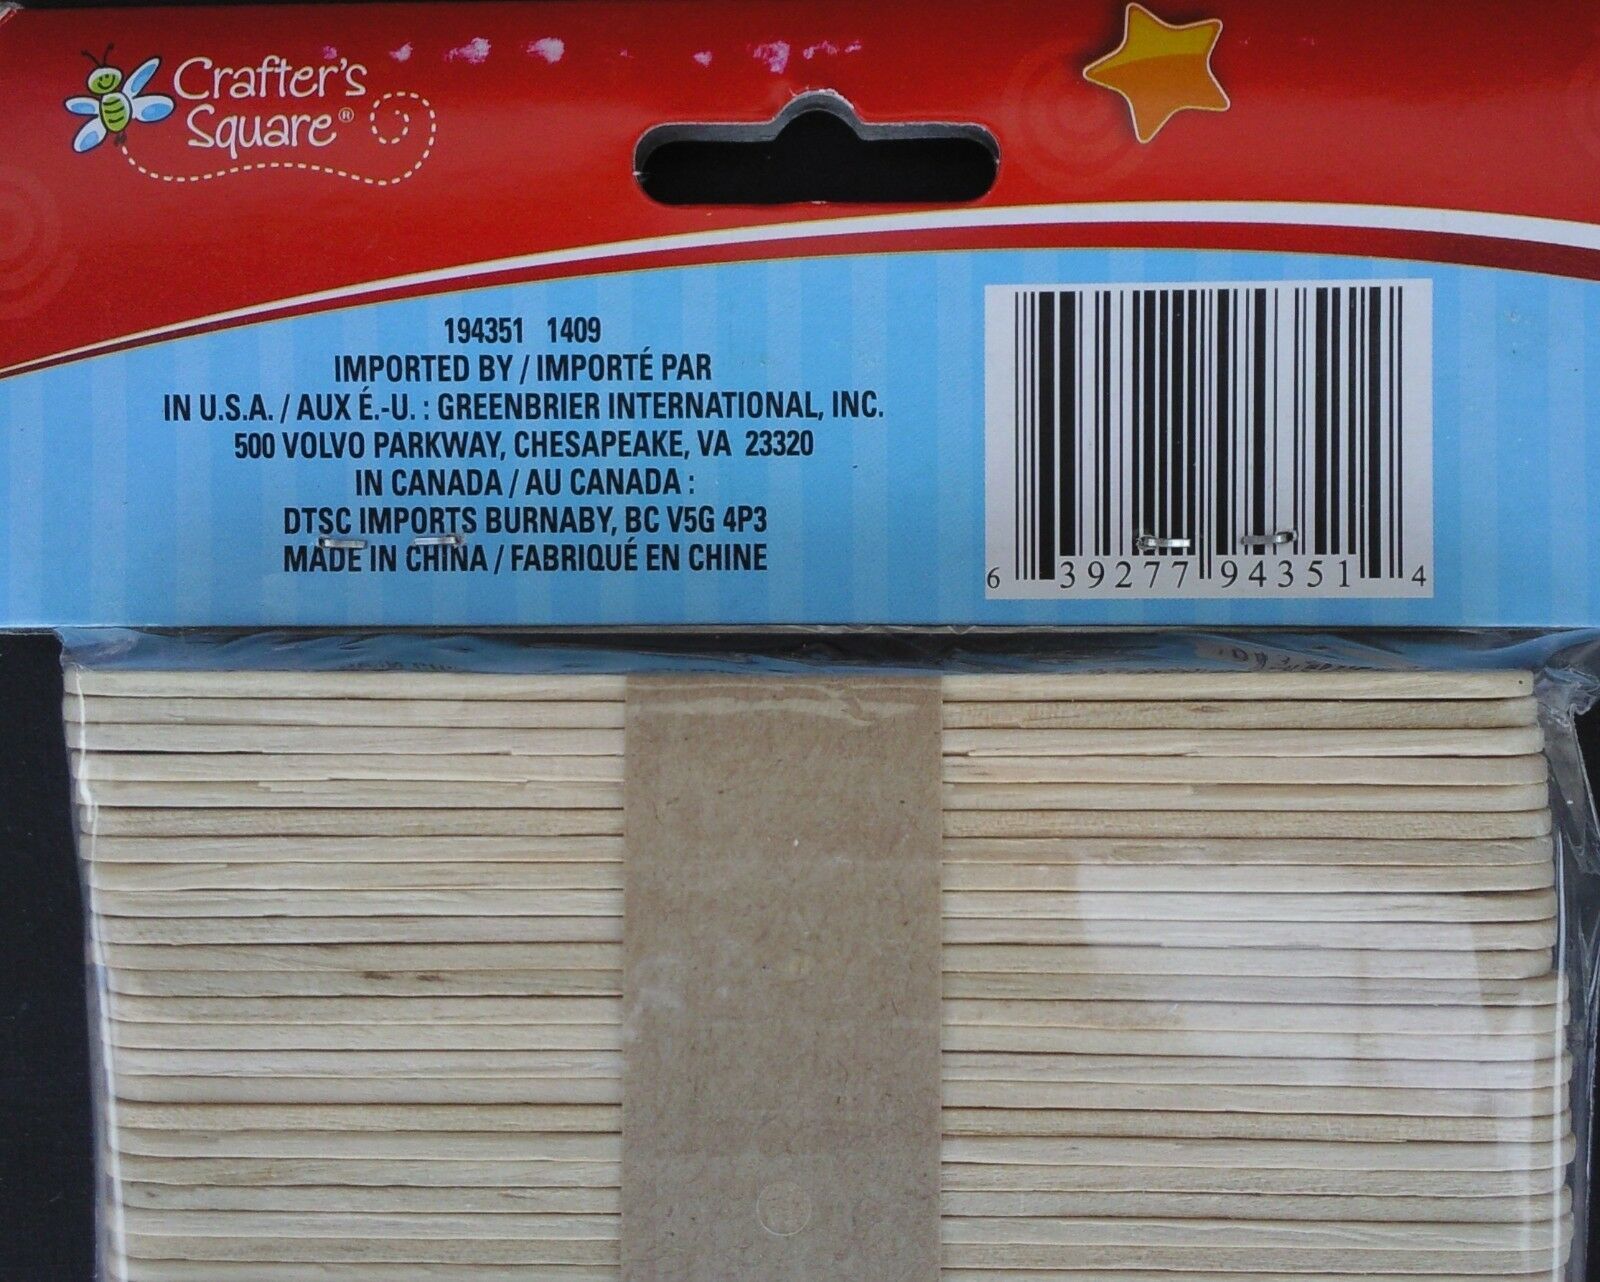 Crafter's
Square®
194351 1409
IMPORTED BY / IMPORTÉ PAR
IN U.S.A. / AUX É.-U. : GREENBRIER INTERNATIONAL, INC.
500 VOLVO PARKWAY, CHESAPEAKE, VA 23320
IN CANADA / AU CANADA :
DTSC IMPORTS BURNABY, BC V5G 4P3
MADE IN CHINA / FABRIQUÉ EN CHINE
6 39277 94351 4